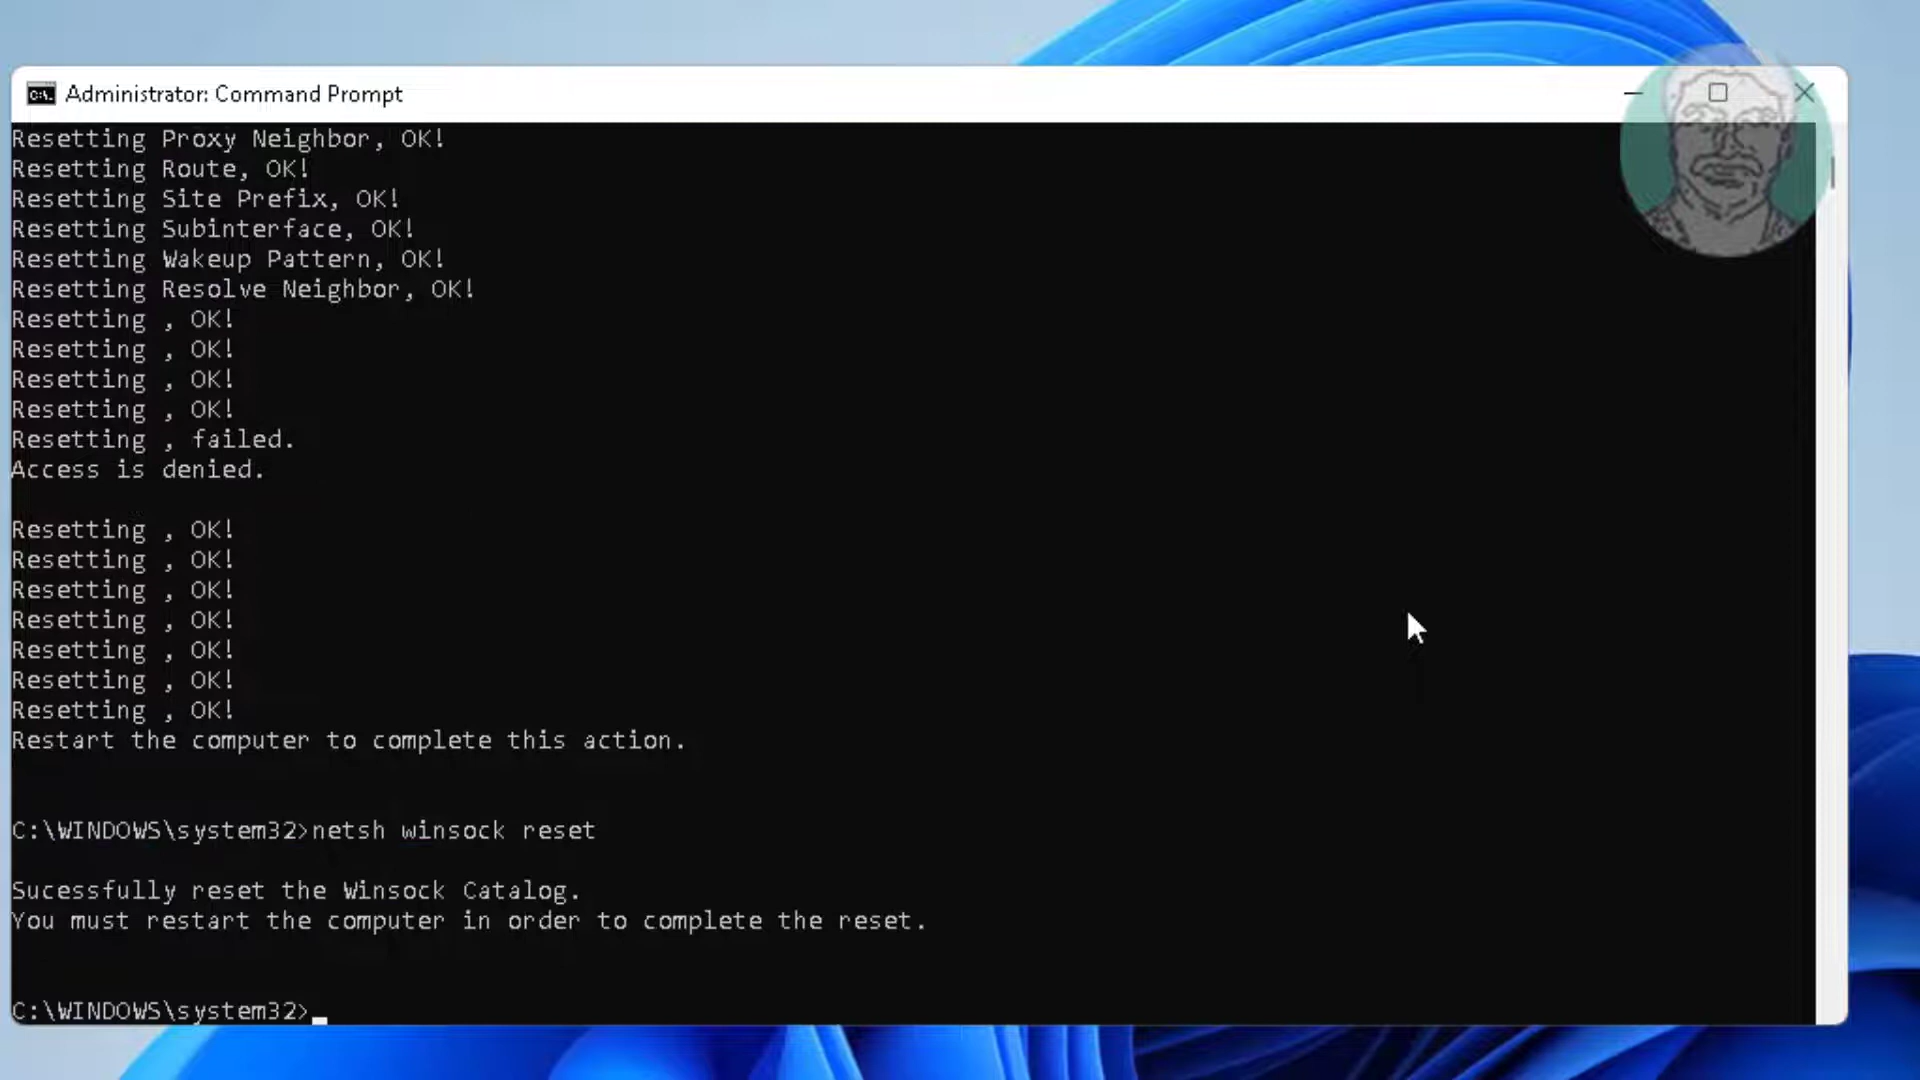 Administrator: Command Prompt
Resetting Proxy Neighbor, OK!
Resetting Route, OK!
Resetting Site Prefix, OK!
Resetting Subinterface, OK!
Resetting Wakeup Pattern, OK!
Resetting Resolve Neighbor, OK!
Resetting , OK!
Resetting , OK!
Resetting , OK!
Resetting , OK!
Resetting , failed.
Access is denied.
Resetting , OK!
Resetting , OK!
Resetting , OK!
Resetting , OK!
Resetting , OK!
Resetting , OK!
Resetting , OK!
Restart the computer to complete this action.
C:\WINDOWS\system32>netsh winsock reset
Sucessfully reset the Winsock Catalog.
You must restart the computer in order to complete the reset.
C:\WINDOWS\system32>